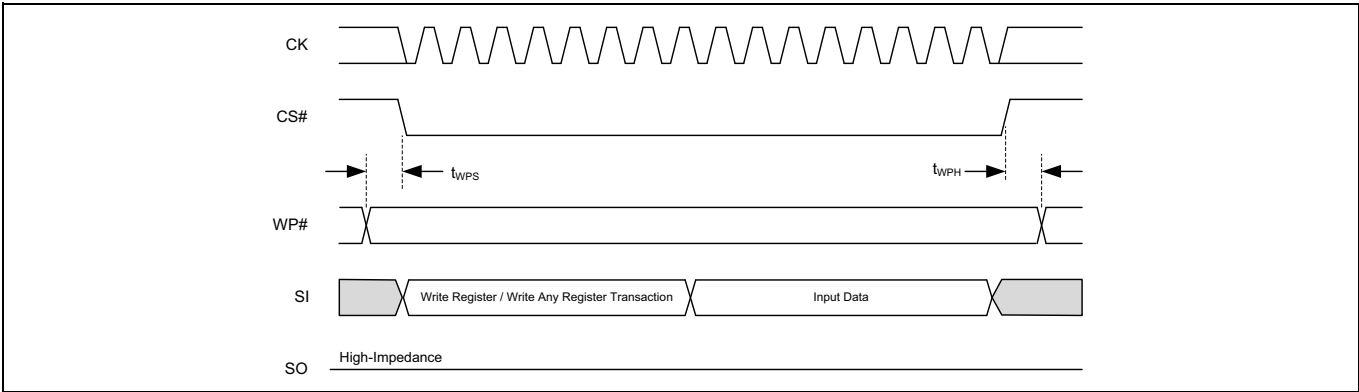 CK
CS#
tWPS
tWPH
WP#
SI
Write Register / Write Any Register Transaction
Input Data
High-Impedance
SO